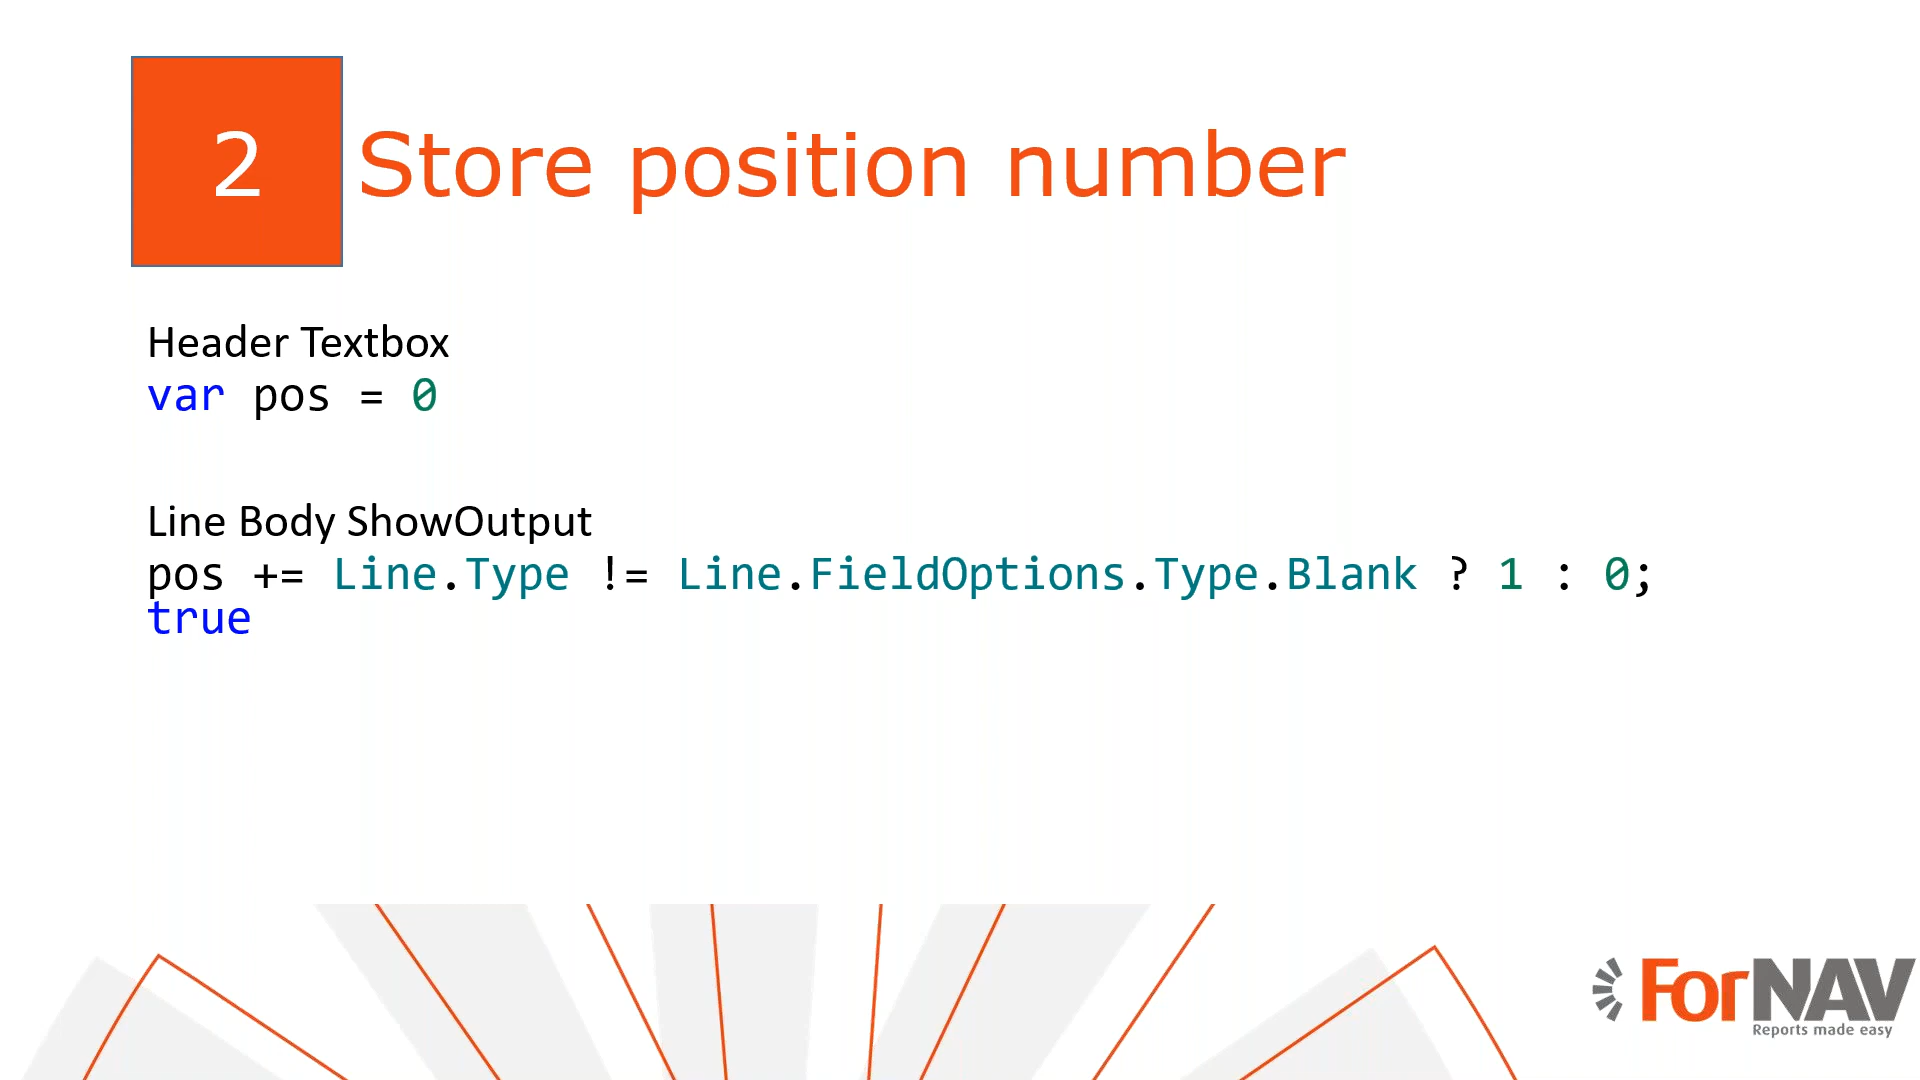 2
Store position number
Header Textbox
var pos = 0
Line Body ShowOutput
pos += Line.Type != Line.FieldOptions.Type.Blank ? 1 : 0;
true
ForNAV
Reports made easy